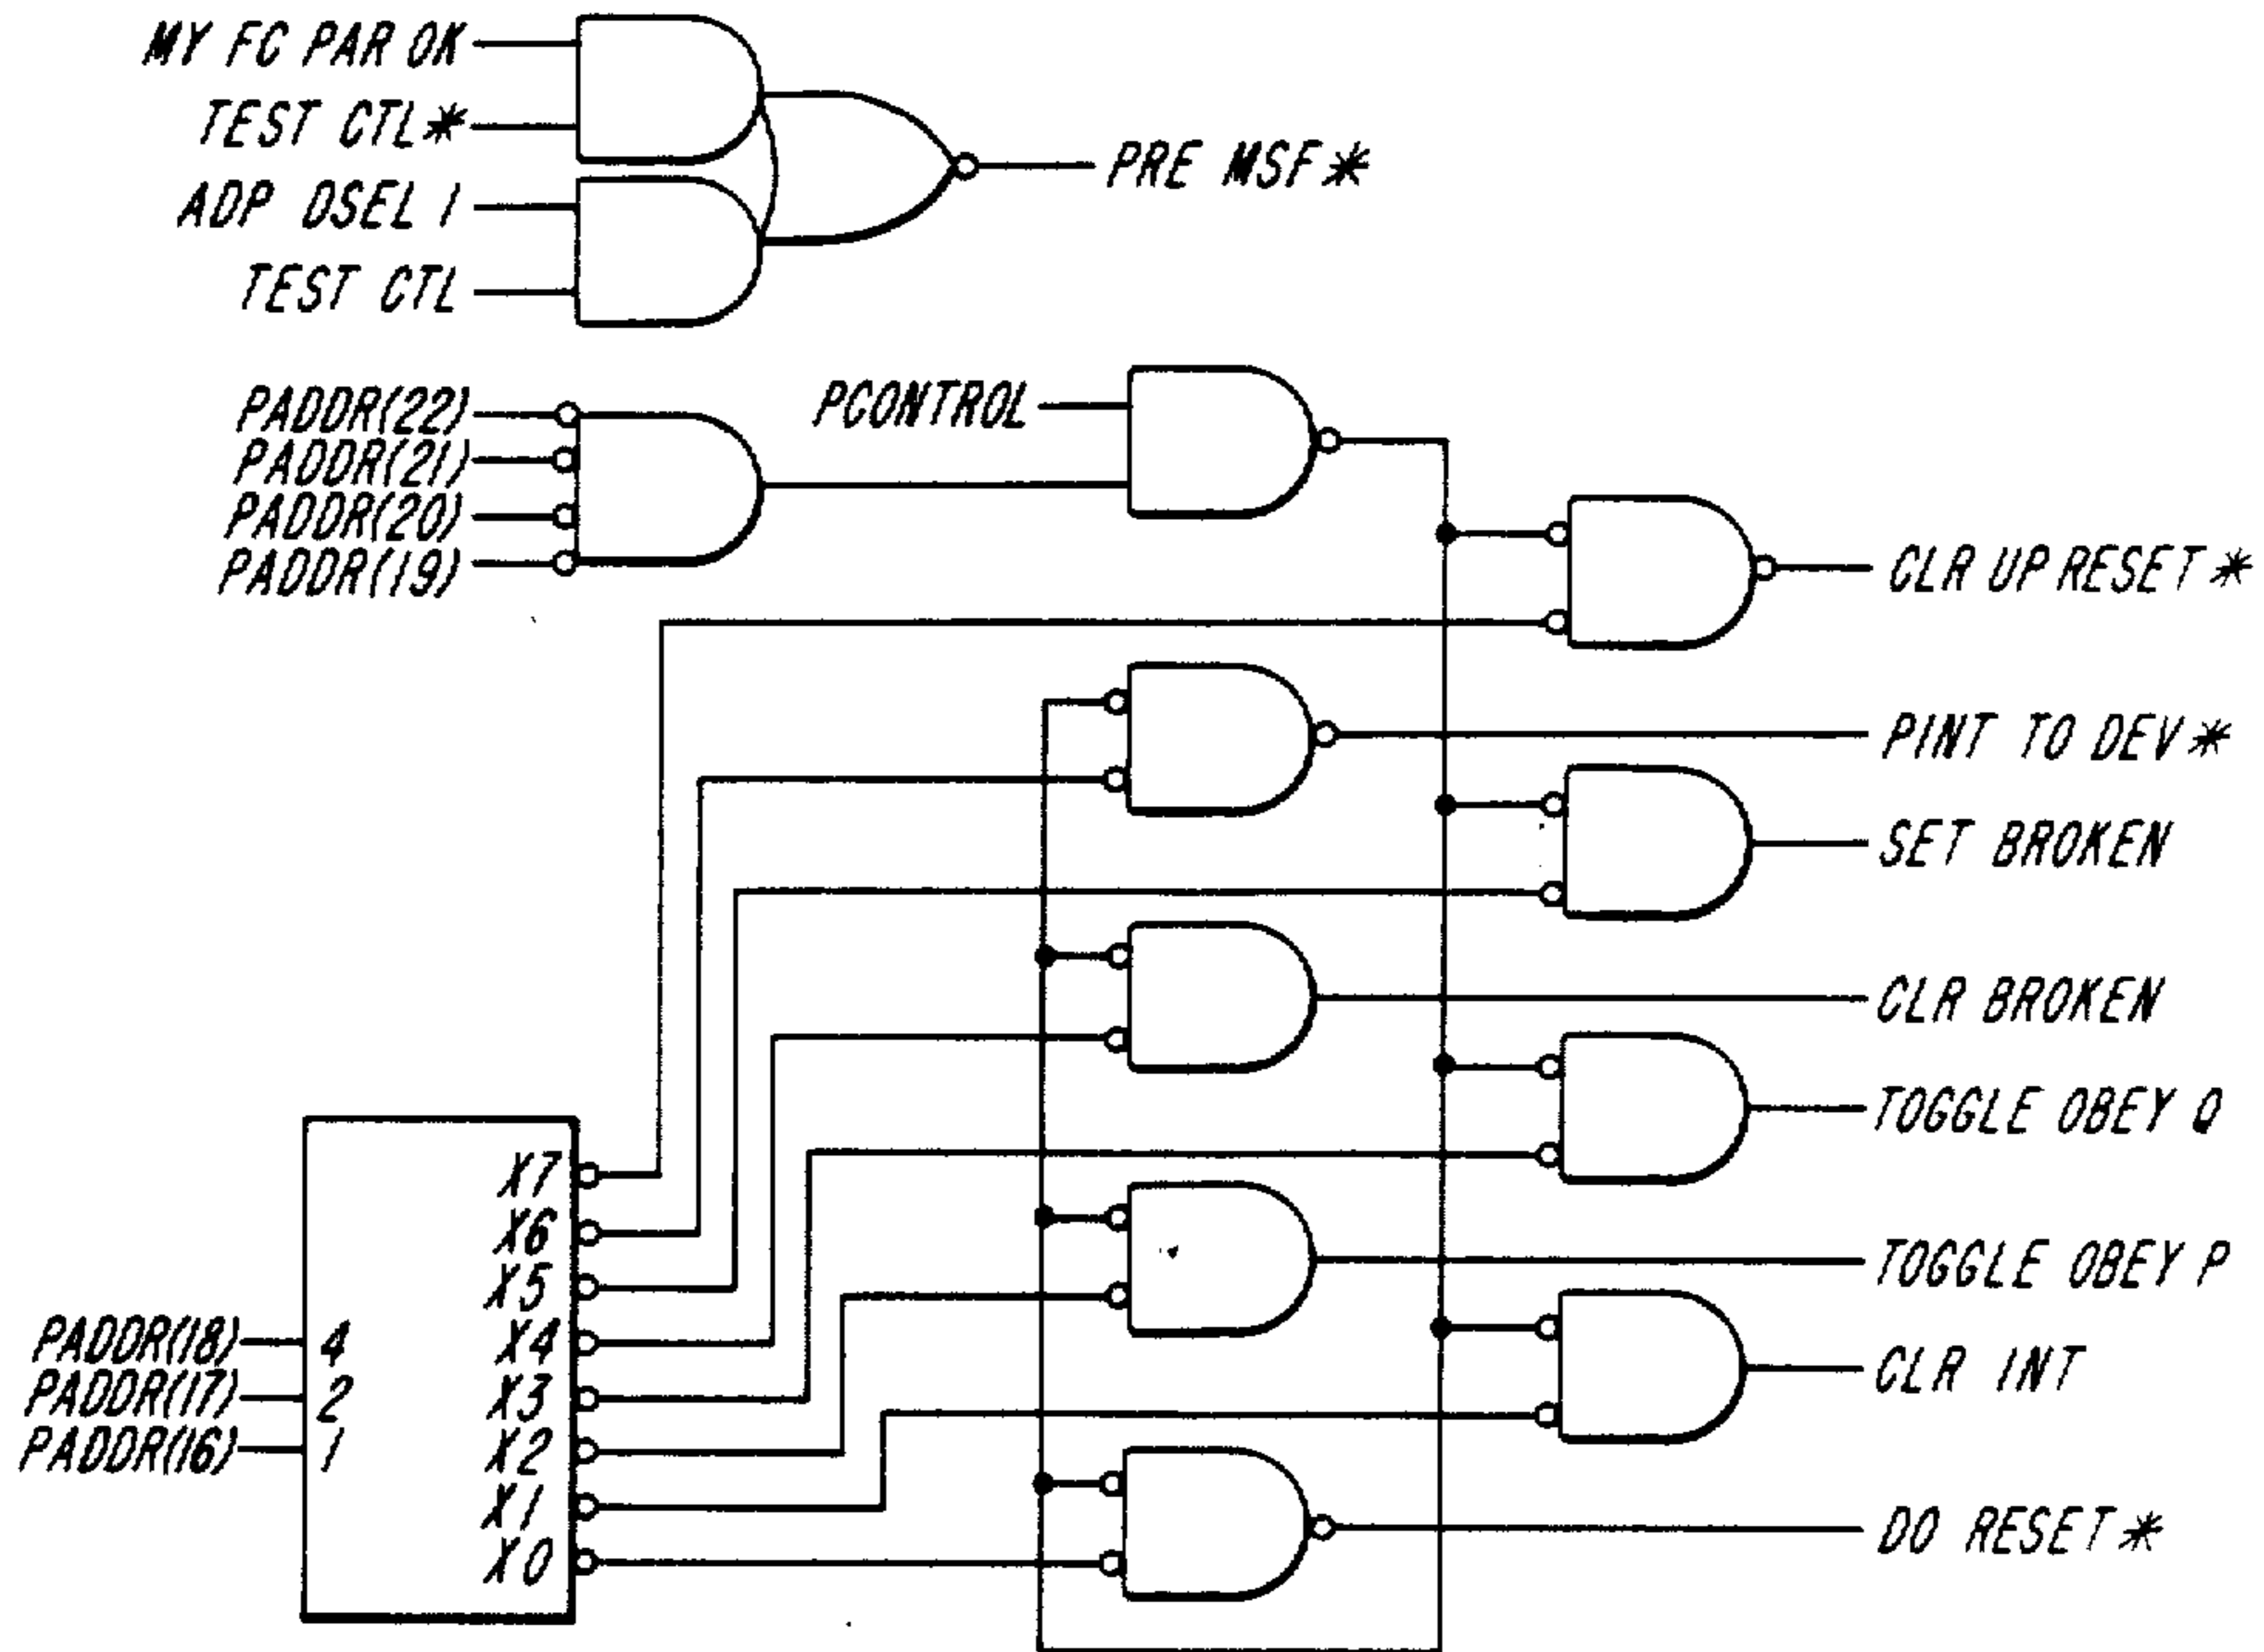 MY FC PAR OK
TEST CTL*
ADP DSEL 1
TEST CTL
PRE MSF*
PADDR(22)
PADDR(21)
PADDR(20)
PADDR(19)
PCONTROL
CLR UP RESET*
PINT TO DEV*
SET BROKEN
CLR BROKEN
TOGGLE OBEY Q
TOGGLE OBEY P
CLR INT
DO RESET*
X7
X6
X5
X4
X3
X2
X1
X0
PADDR(18)
4
PADDR(17)
2
PADDR(16)
1